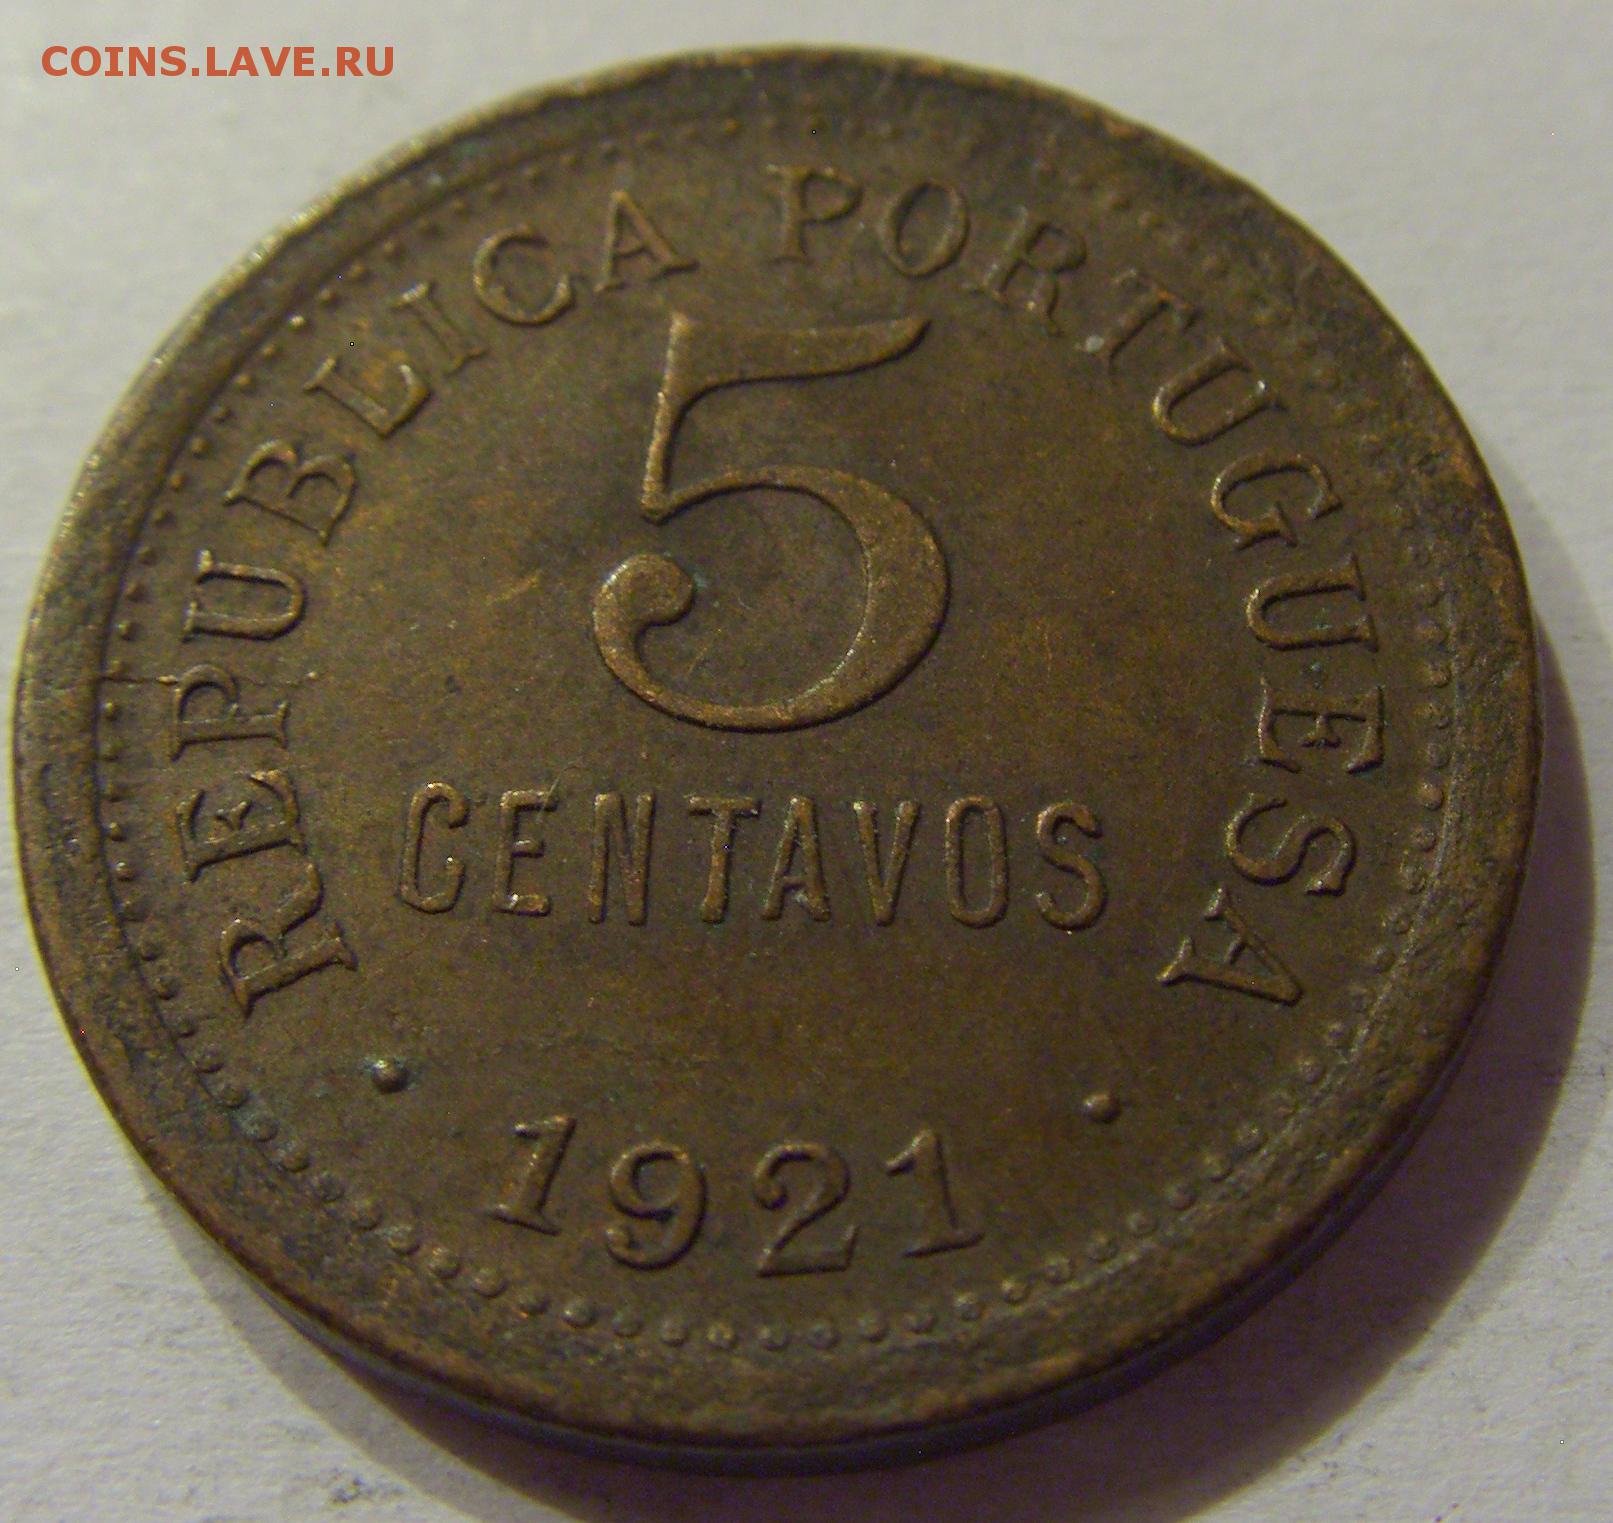 COINS.LAVE.RU
REPUBLICA PORTUGUESA
5
CENTAVOS
• 1921 •